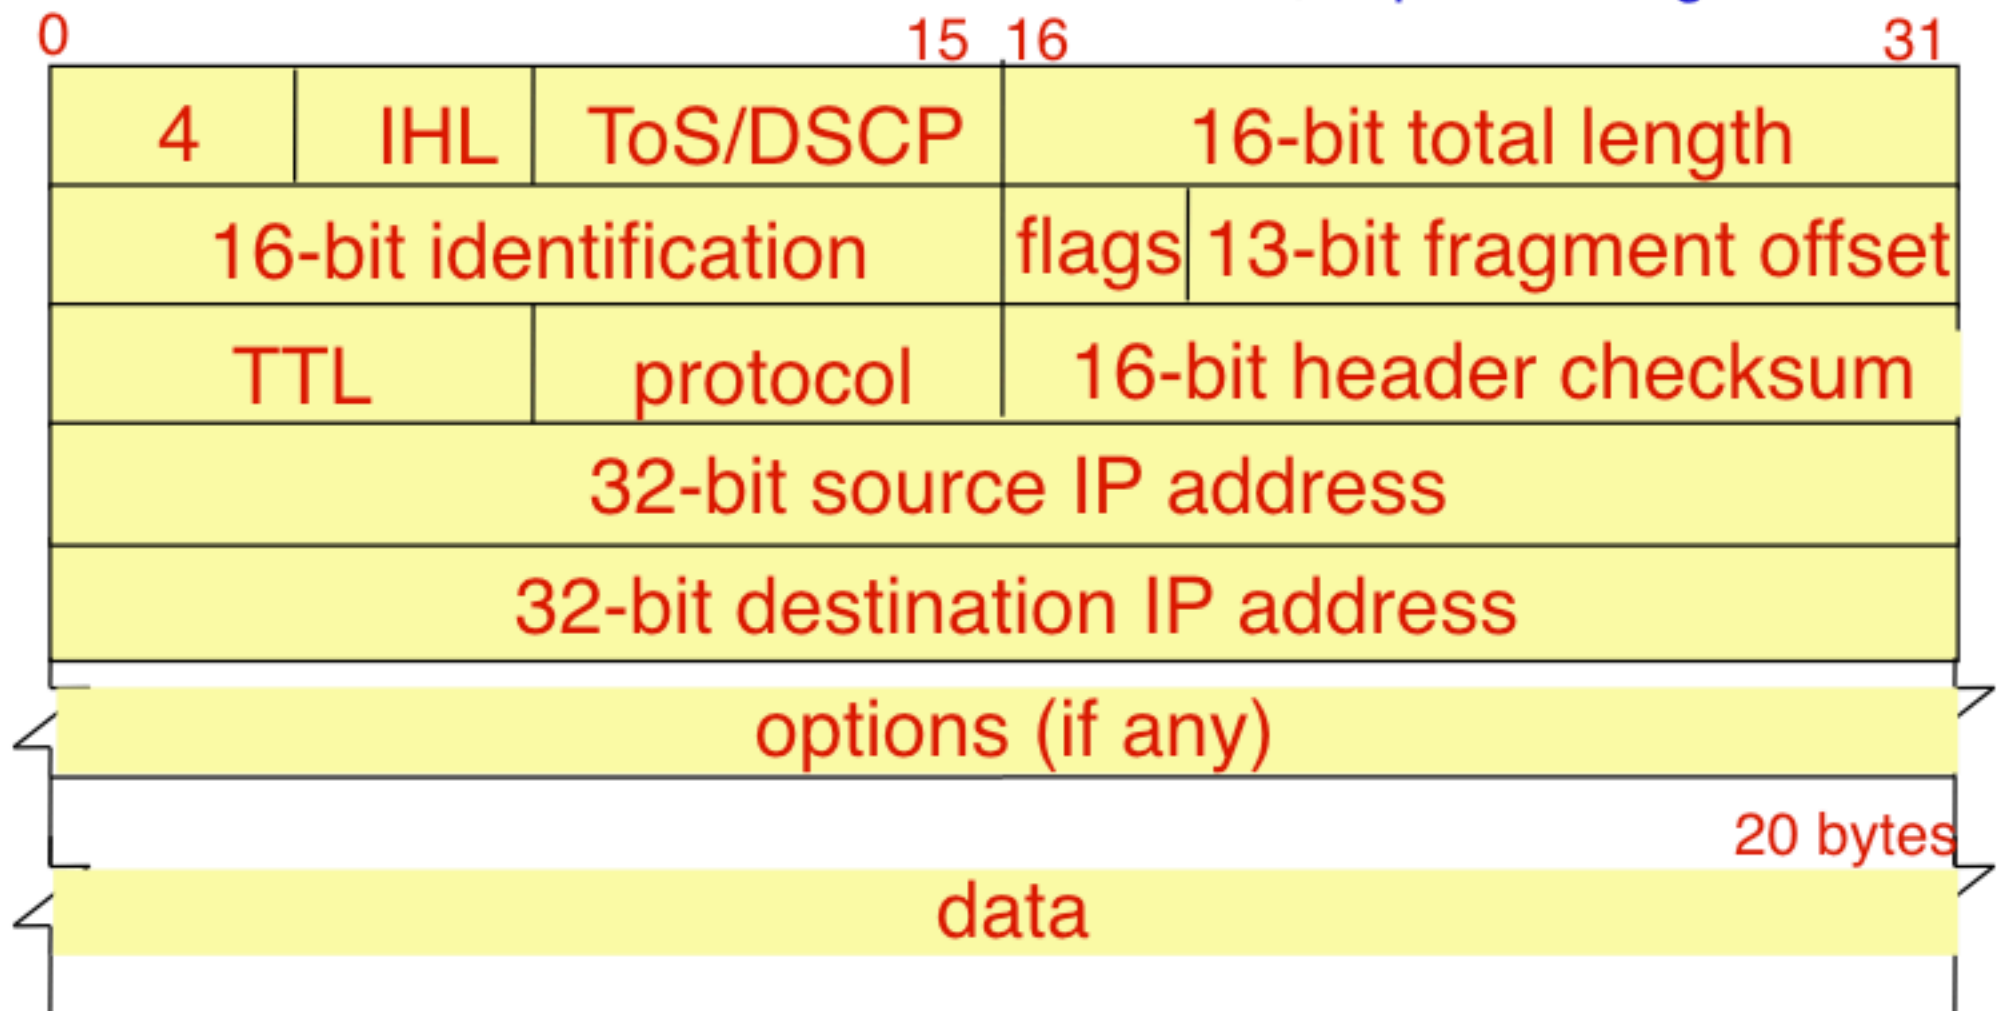 0 15 16 31
4 IHL ToS/DSCP 16-bit total length
16-bit identification flags 13-bit fragment offset
TTL protocol 16-bit header checksum
32-bit source IP address
32-bit destination IP address
options (if any)
20 bytes
data